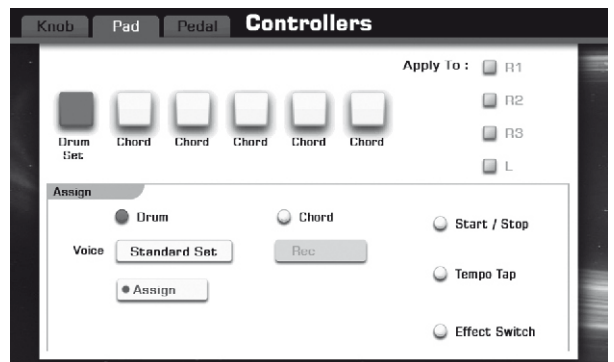 Knob Pad Pedal Controllers
Apply To : R1
R2
R3
L
Drum Set Chord Chord Chord Chord Chord
Assign
Drum Chord Start / Stop
Voice Standard Set Rec
Assign Tempo Tap
Effect Switch